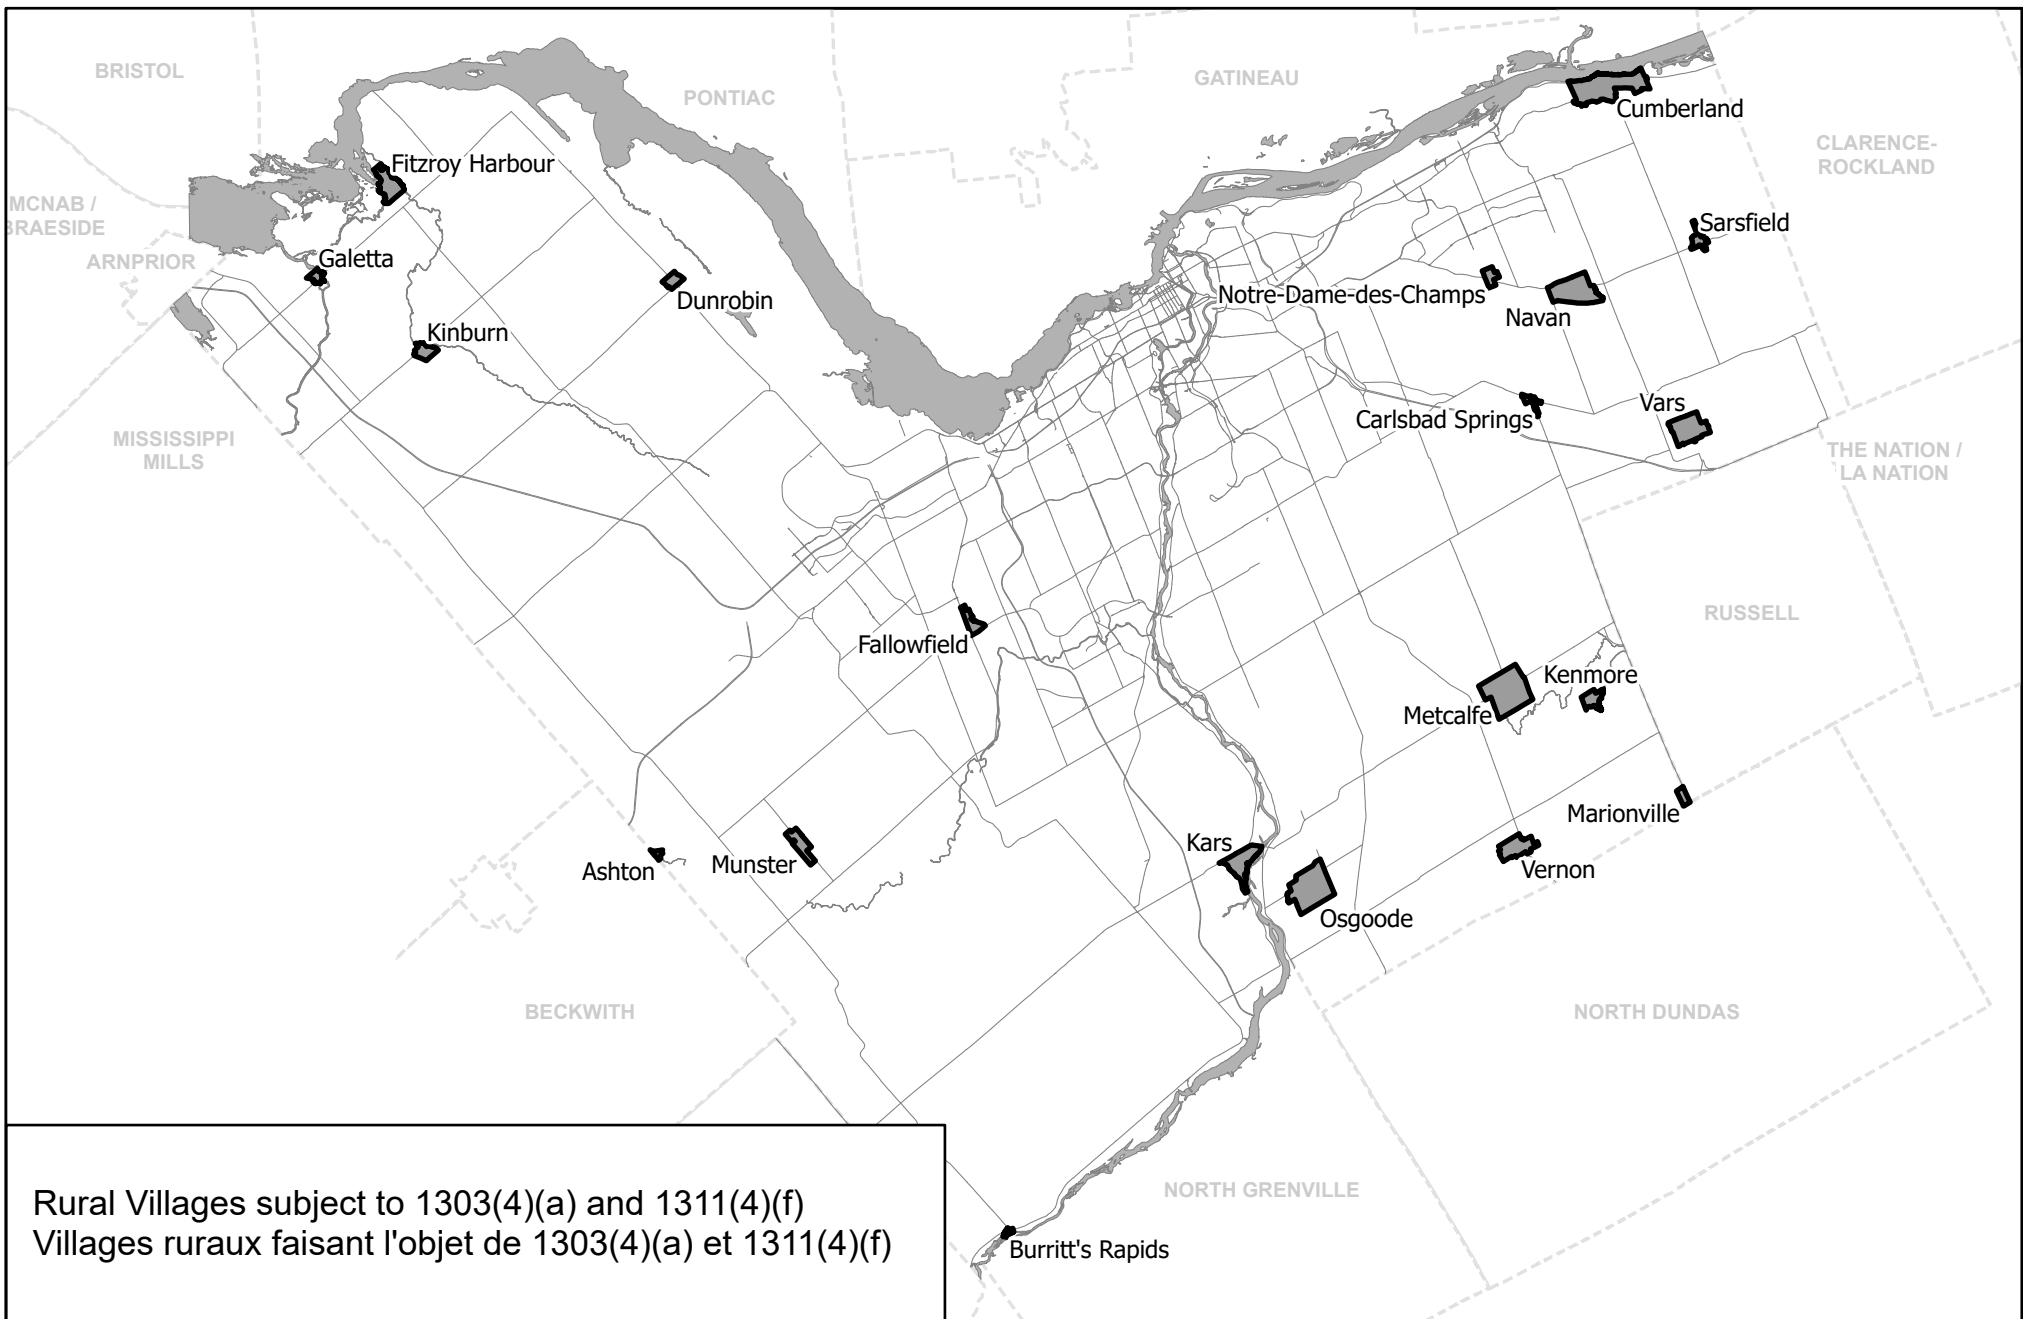 BRISTOL
PONTIAC
GATINEAU
Cumberland
CLARENCE-
ROCKLAND
Fitzroy Harbour
MCNAB /
BRAESIDE
Sarsfield
ARNPRIOR
Galetta
Dunrobin
Notre-Dame-des-Champs
Navan
Kinburn
Vars
Carlsbad Springs
MISSISSIPPI
MILLS
THE NATION /
LA NATION
RUSSELL
Fallowfield
Kenmore
Metcalfe
Marionville
Kars
Ashton
Munster
Vernon
Osgoode
BECKWITH
NORTH DUNDAS
NORTH GRENVILLE
Burritt's Rapids
Rural Villages subject to 1303(4)(a) and 1311(4)(f)
Villages ruraux faisant l'objet de 1303(4)(a) et 1311(4)(f)